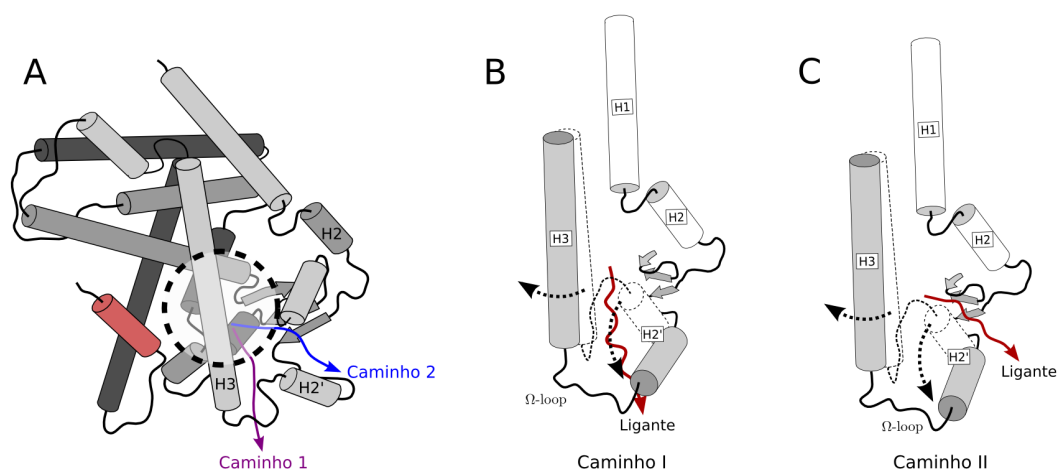 A
H2
H3
H2'
Caminho 2
Caminho 1
B
H1
H2
H3
H2'
Ω-loop
Ligante
Caminho I
C
H1
H2
H3
H2'
Ligante
Ω-loop
Caminho II